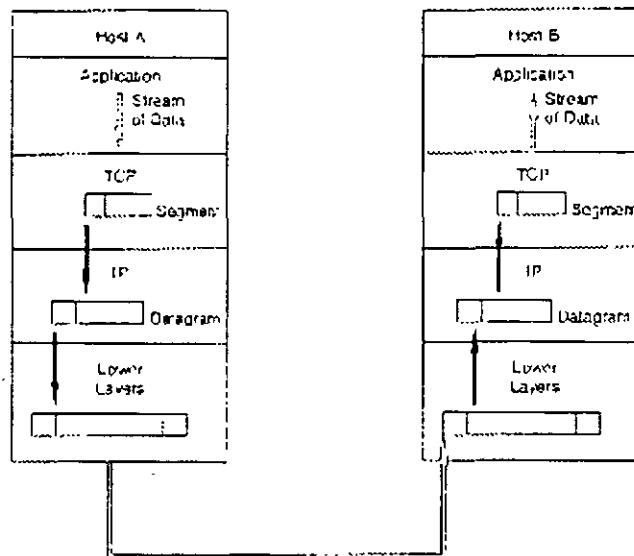 Host A
Application
Stream
of Data
TCP
Segment
IP
Datagram
Lower
Layers
Host B
Application
Stream
of Data
TCP
Segment
IP
Datagram
Lower
Layers